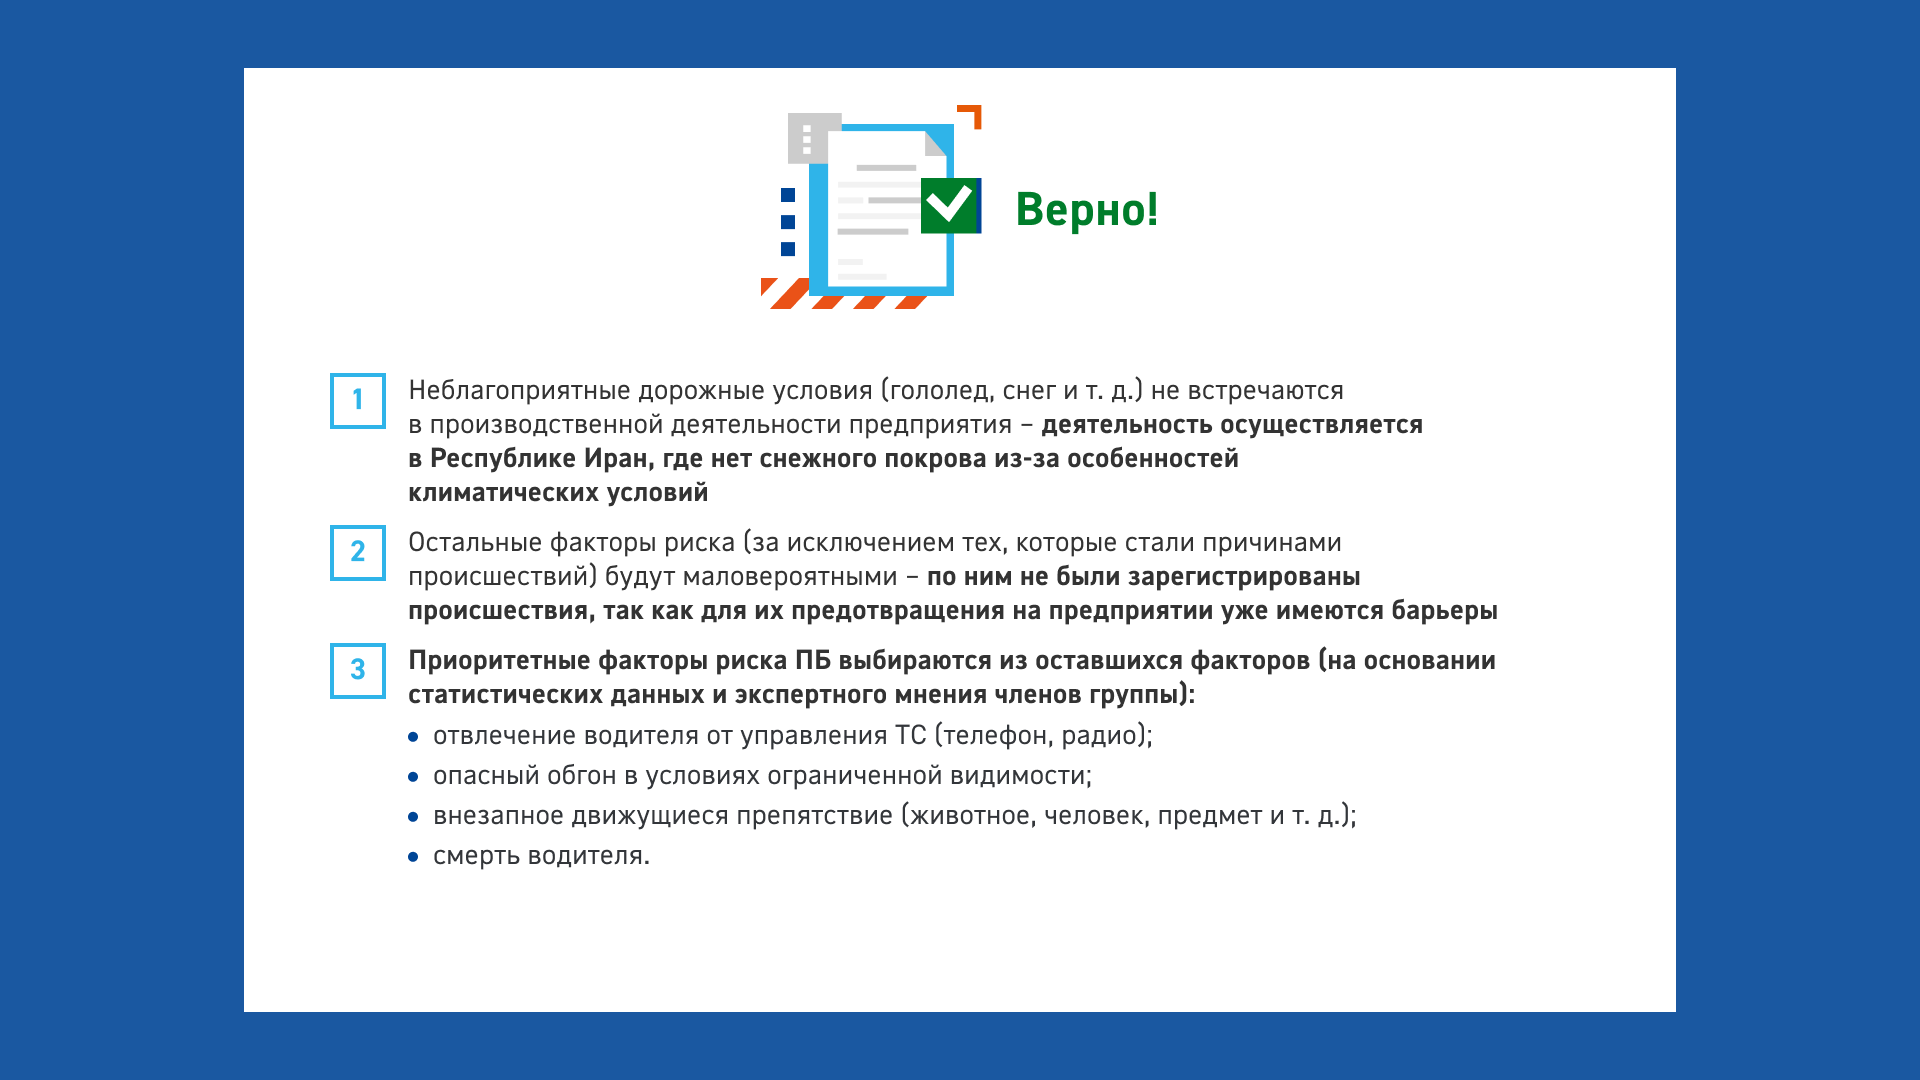 Верно!
1
Неблагоприятные дорожные условия (гололед, снег и т. д.) не встречаются
в производственной деятельности предприятия – деятельность осуществляется
в Республике Иран, где нет снежного покрова из-за особенностей
климатических условий
2
Остальные факторы риска (за исключением тех, которые стали причинами
происшествий) будут маловероятными – по ним не были зарегистрированы
происшествия, так как для их предотвращения на предприятии уже имеются барьеры
3
Приоритетные факторы риска ПБ выбираются из оставшихся факторов (на основании
статистических данных и экспертного мнения членов группы):
• отвлечение водителя от управления ТС (телефон, радио);
• опасный обгон в условиях ограниченной видимости;
• внезапное движущиеся препятствие (животное, человек, предмет и т. д.);
• смерть водителя.